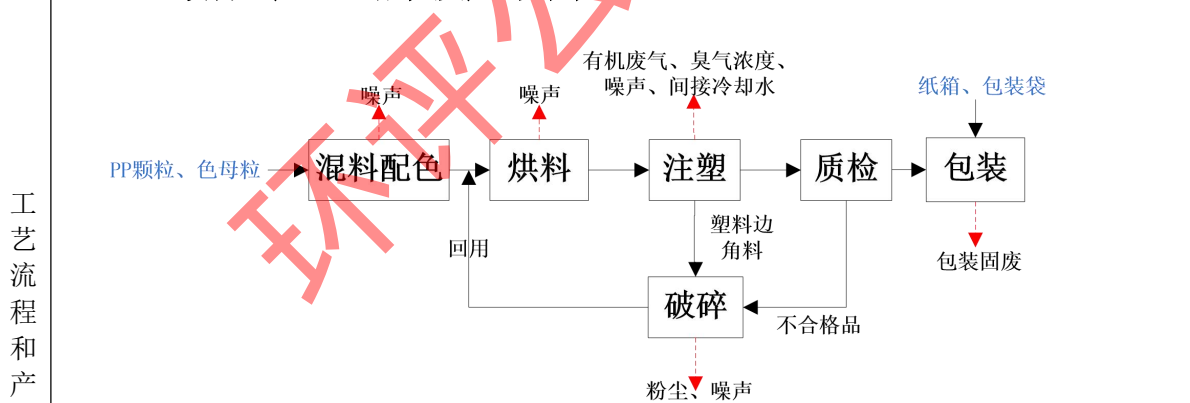 有机废气、臭气浓度、
噪声、间接冷却水
噪声
噪声
纸箱、包装袋
PP颗粒、色母粒
混料配色
烘料
注塑
质检
包装
回用
塑料边
角料
包装固废
破碎
不合格品
粉尘、噪声
工
艺
流
程
和
产
环评公